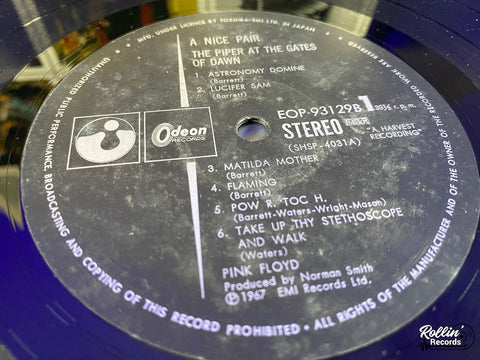 • MFD. UNDER LICENCE BY TOSHIBA-EMI LTD. IN JAPAN •
A NICE PAIR
THE PIPER AT THE GATES
OF DAWN
1. ASTRONOMY DOMINE
(Barrett)
2. LUCIFER SAM
(Barrett)
Odeon
RECORDS
EOP-93129B 1 33⅓ r.p.m.
STEREO
(SHSP-4031A)
"A HARVEST
RECORDING"
3. MATILDA MOTHER
(Barrett)
4. FLAMING
(Barrett)
5. POW R. TOC H.
(Barrett-Waters-Wright-Mason)
6. TAKE UP THY STETHOSCOPE
AND WALK
(Waters)
PINK FLOYD
Produced by Norman Smith
Ⓟ1967 EMI Records Ltd.
UNAUTHORIZED PUBLIC PERFORMANCE, BROADCASTING AND COPYING OF THIS RECORD PROHIBITED • ALL RIGHTS OF THE MANUFACTURER AND OF THE OWNER OF THE RECORDED WORK ARE RESERVED
Rollin'
Records